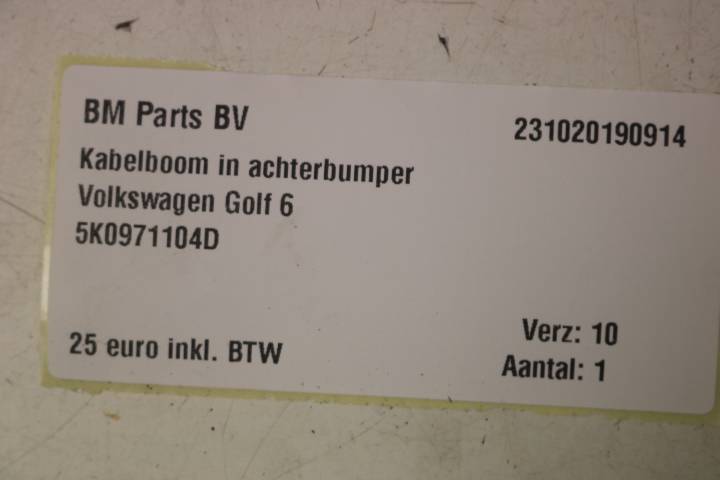 BM Parts BV
231020190914
Kabelboom in achterbumper
Volkswagen Golf 6
5K0971104D
25 euro inkl. BTW
Verz: 10
Aantal: 1